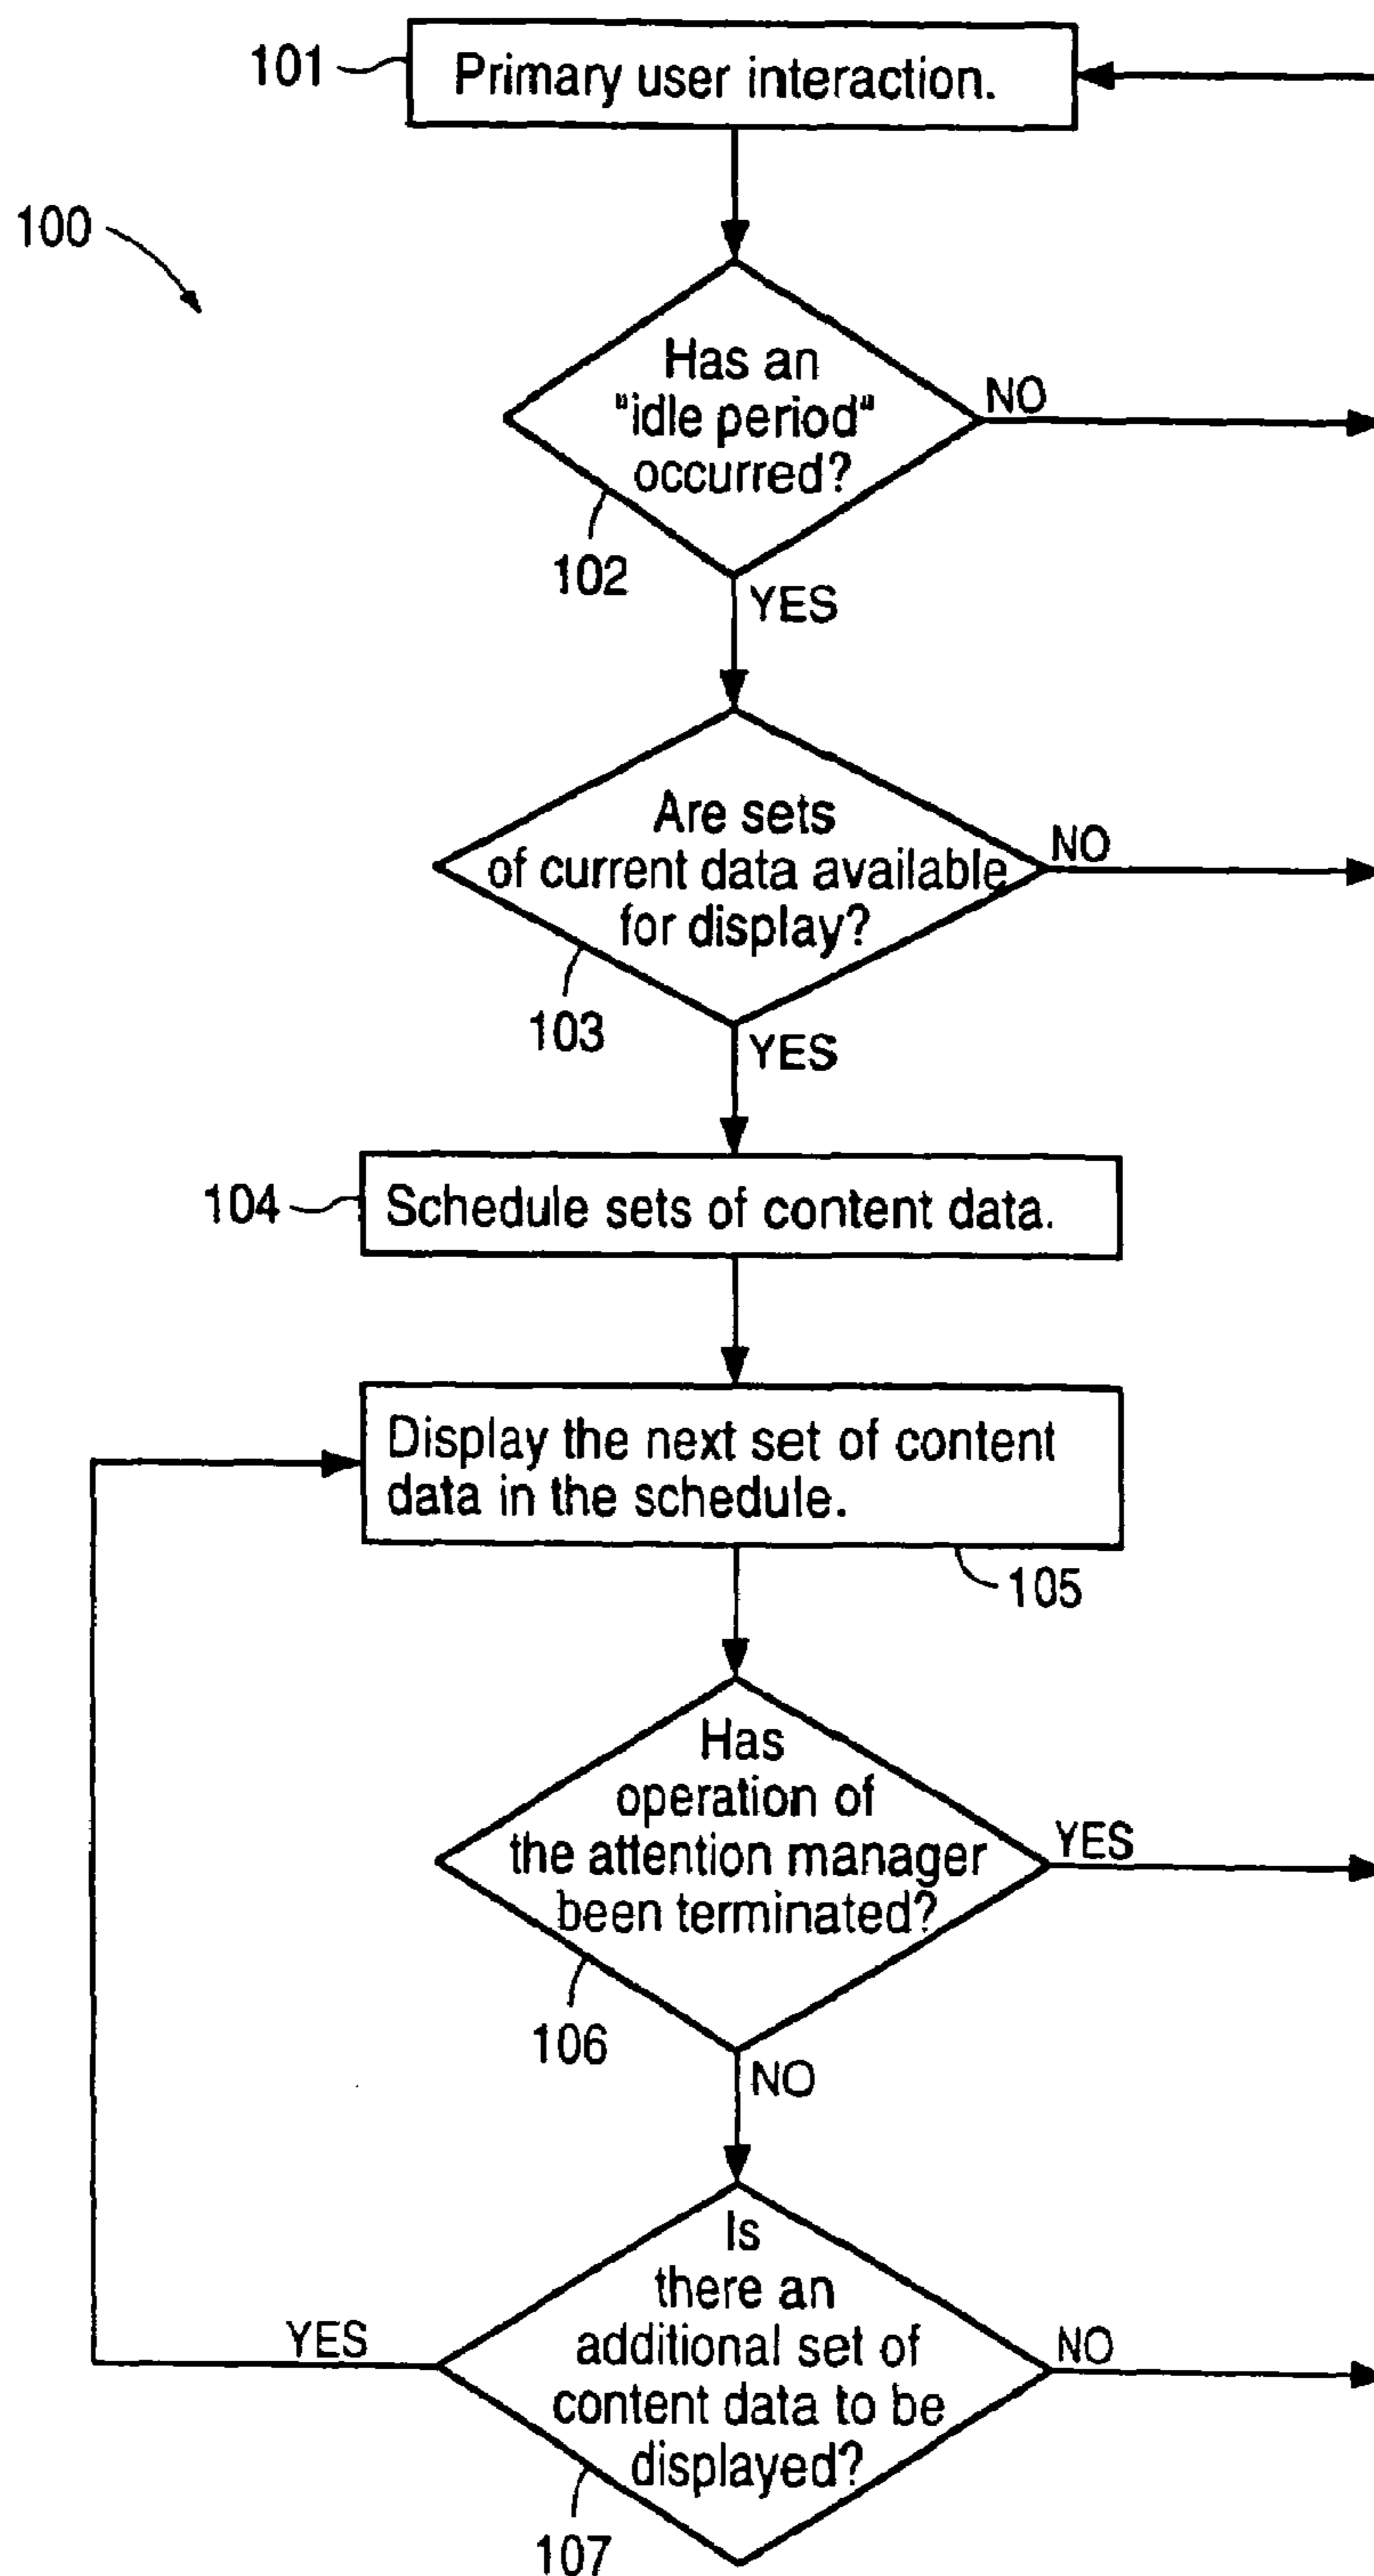 101
Primary user interaction.
100
Has an
"idle period"
occurred?
NO
102
YES
Are sets
of current data available
for display?
NO
103
YES
104
Schedule sets of content data.
Display the next set of content
data in the schedule.
105
Has
operation of
the attention manager
been terminated?
YES
106
NO
Is
there an
additional set of
content data to be
displayed?
YES
NO
107